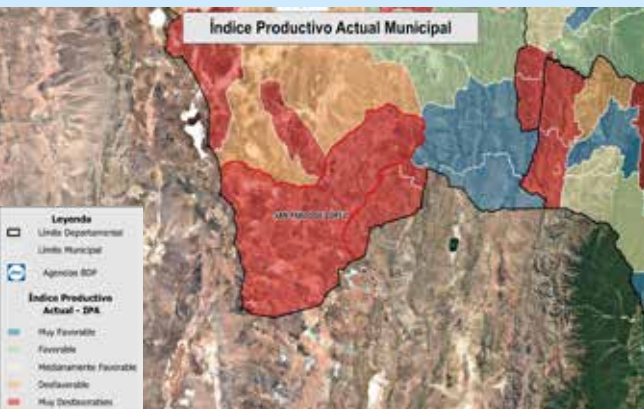 Índice Productivo Actual Municipal
SAN PABLO DE LÍPEZ
Leyenda
Límite Departamental
Límite Municipal
Agencias BDP
Índice Productivo
Actual - IPA
Muy Favorable
Favorable
Medianamente Favorable
Desfavorable
Muy Desfavorable